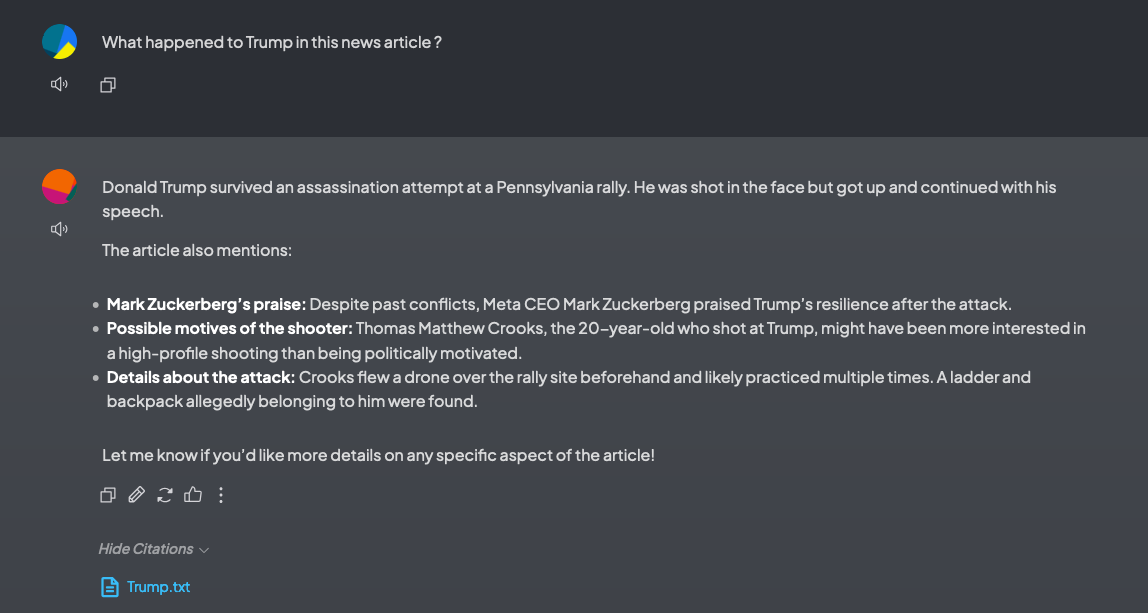 What happened to Trump in this news article ?
Donald Trump survived an assassination attempt at a Pennsylvania rally. He was shot in the face but got up and continued with his
speech.
The article also mentions:
• Mark Zuckerberg’s praise: Despite past conflicts, Meta CEO Mark Zuckerberg praised Trump’s resilience after the attack.
• Possible motives of the shooter: Thomas Matthew Crooks, the 20-year-old who shot at Trump, might have been more interested in
a high-profile shooting than being politically motivated.
• Details about the attack: Crooks flew a drone over the rally site beforehand and likely practiced multiple times. A ladder and
backpack allegedly belonging to him were found.
Let me know if you’d like more details on any specific aspect of the article!
Hide Citations
Trump.txt